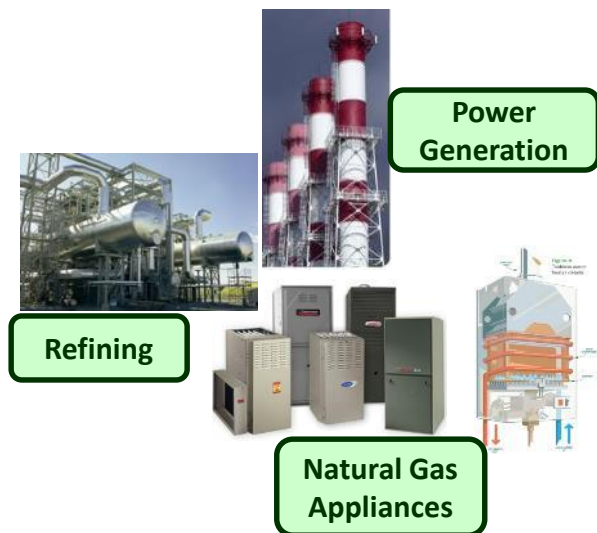 Power
Generation
Refining
Natural Gas
Appliances